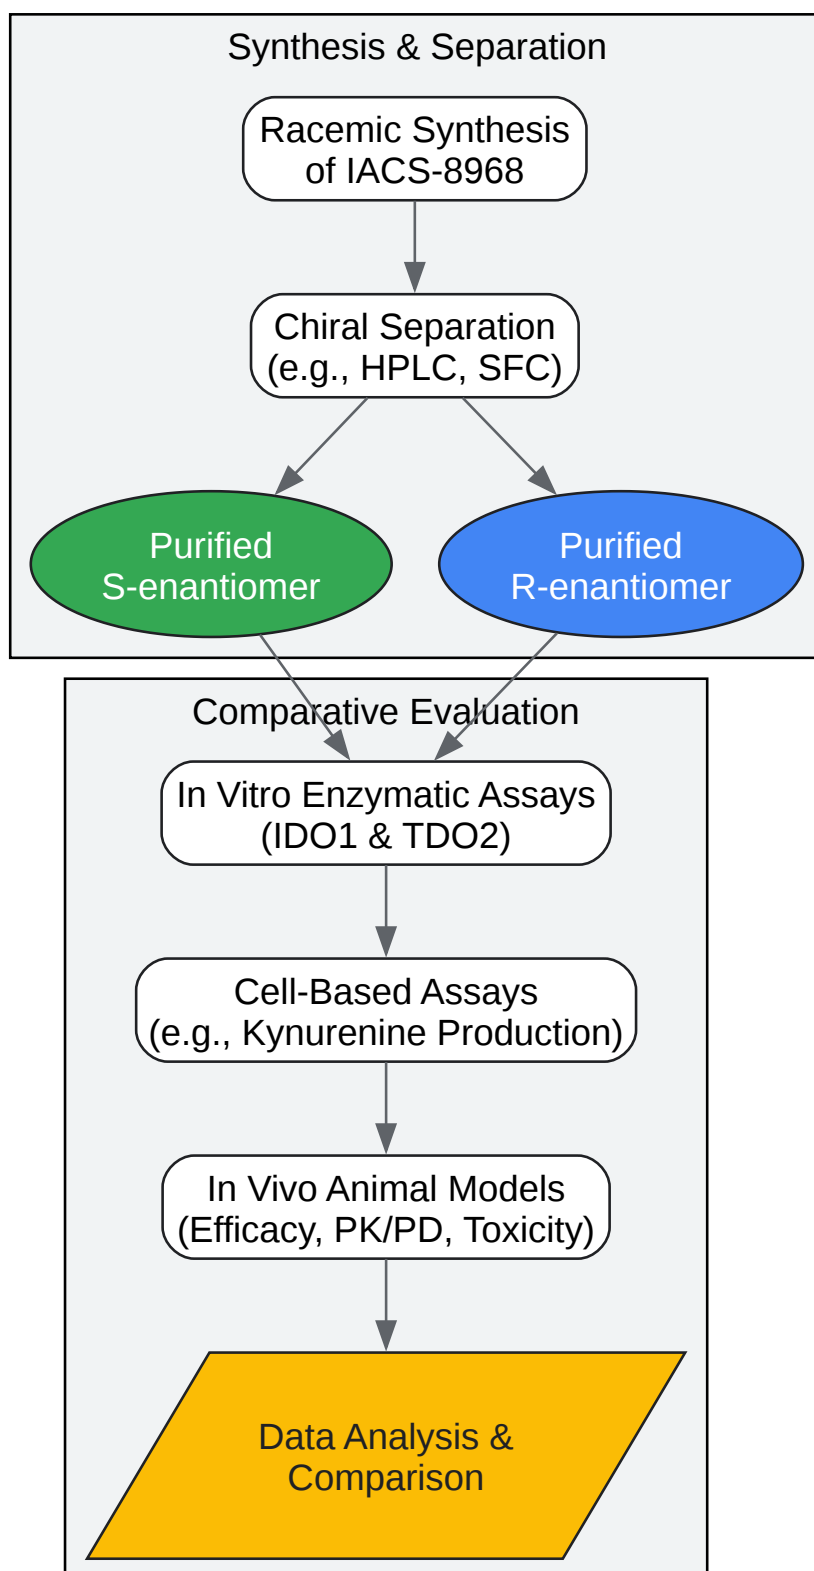 Synthesis & Separation
Racemic Synthesis
of IACS-8968
Chiral Separation
(e.g., HPLC, SFC)
Purified
S-enantiomer
Purified
R-enantiomer
Comparative Evaluation
In Vitro Enzymatic Assays
(IDO1 & TDO2)
Cell-Based Assays
(e.g., Kynurenine Production)
In Vivo Animal Models
(Efficacy, PK/PD, Toxicity)
Data Analysis &
Comparison